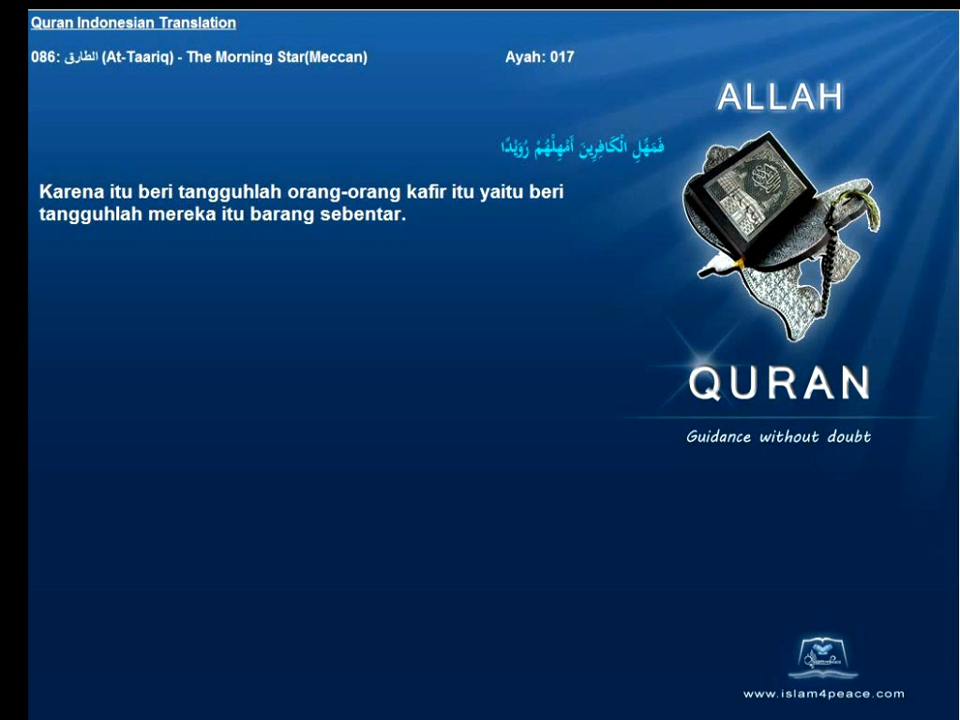 Quran Indonesian Translation
086: الطارق (At-Taariq) - The Morning Star(Meccan) Ayah: 017
ALLAH
فَمَهِّلِ الْكَافِرِينَ أَمْهِلْهُمْ رُوَيْدًا
Karena itu beri tangguhlah orang-orang kafir itu yaitu beri
tangguhlah mereka itu barang sebentar.
QURAN
Guidance without doubt
www.islam4peace.com